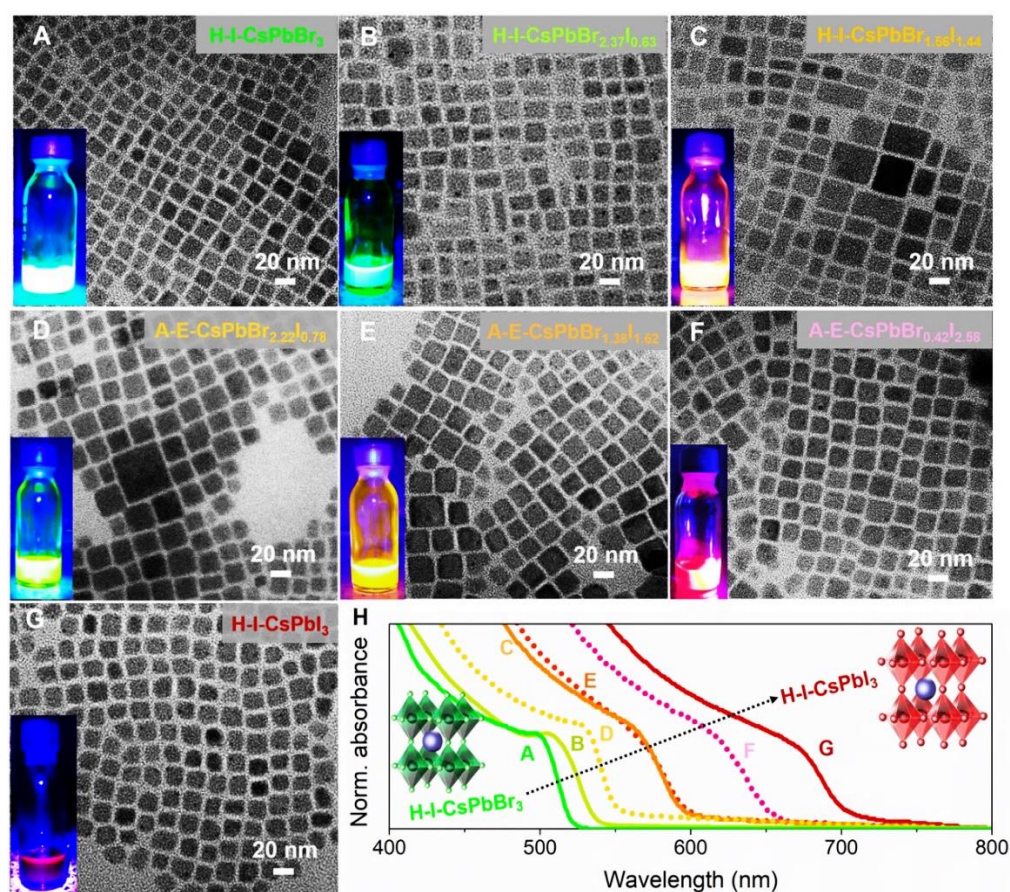 A
H-I-CsPbBr₃
20 nm
B
H-I-CsPbBr₂.₃₇I₀.₆₃
20 nm
C
H-I-CsPbBr₁.₅₆I₁.₄₄
20 nm
D
A-E-CsPbBr₂.₂₂I₀.₇₈
20 nm
E
A-E-CsPbBr₁.₃₈I₁.₆₂
20 nm
F
A-E-CsPbBr₀.₄₂I₂.₅₈
20 nm
G
H-I-CsPbI₃
20 nm
H
Norm. absorbance
C
E
H-I-CsPbI₃
A
B
D
F
G
H-I-CsPbBr₃
400 500 600 700 800
Wavelength (nm)